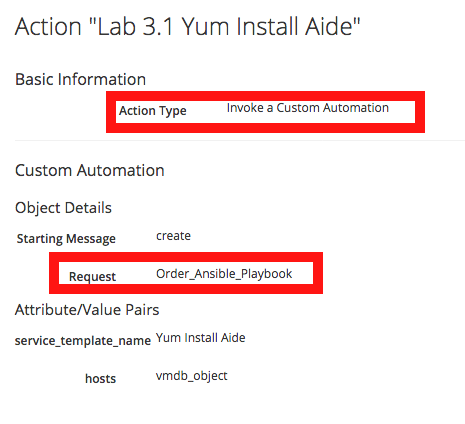 Action "Lab 3.1 Yum Install Aide"
Basic Information
Action Type Invoke a Custom Automation
Custom Automation
Object Details
Starting Message create
Request Order_Ansible_Playbook
Attribute/Value Pairs
service_template_name Yum Install Aide
hosts vmdb_object